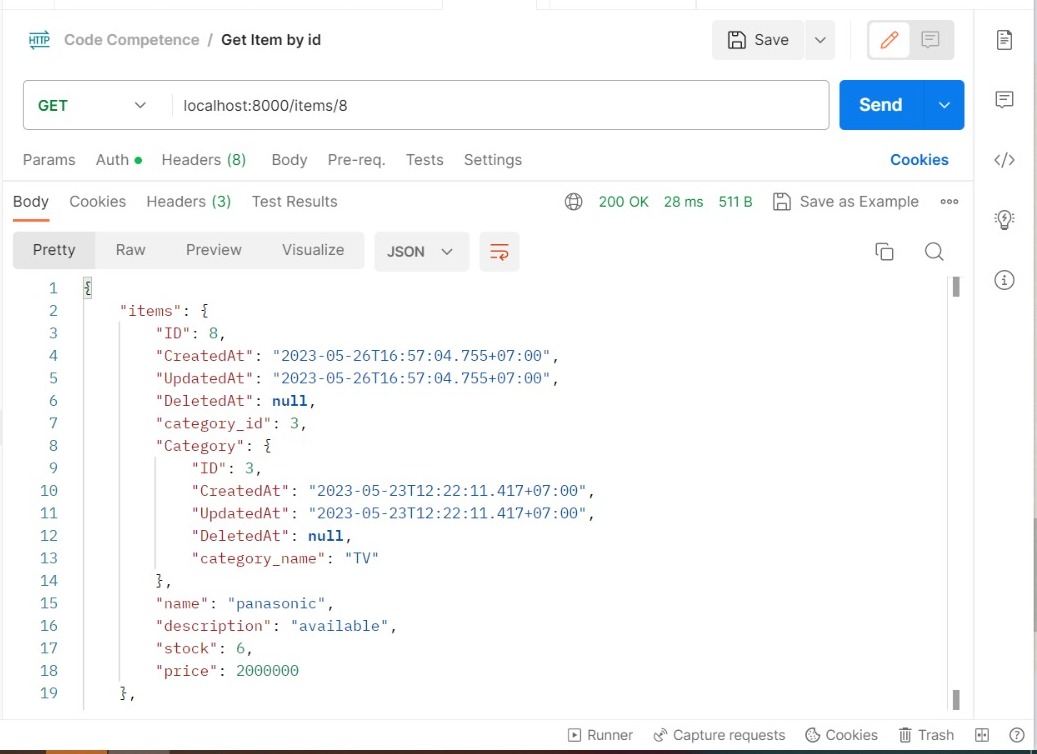 HTTP Code Competence / Get Item by id Save
GET localhost:8000/items/8 Send
Params Auth Headers (8) Body Pre-req. Tests Settings Cookies
Body Cookies Headers (3) Test Results 200 OK 28 ms 511 B Save as Example
Pretty Raw Preview Visualize JSON
1 {
2 "items": {
3 "ID": 8,
4 "CreatedAt": "2023-05-26T16:57:04.755+07:00",
5 "UpdatedAt": "2023-05-26T16:57:04.755+07:00",
6 "DeletedAt": null,
7 "category_id": 3,
8 "Category": {
9 "ID": 3,
10 "CreatedAt": "2023-05-23T12:22:11.417+07:00",
11 "UpdatedAt": "2023-05-23T12:22:11.417+07:00",
12 "DeletedAt": null,
13 "category_name": "TV"
14 },
15 "name": "panasonic",
16 "description": "available",
17 "stock": 6,
18 "price": 2000000
19 },
Runner Capture requests Cookies Trash